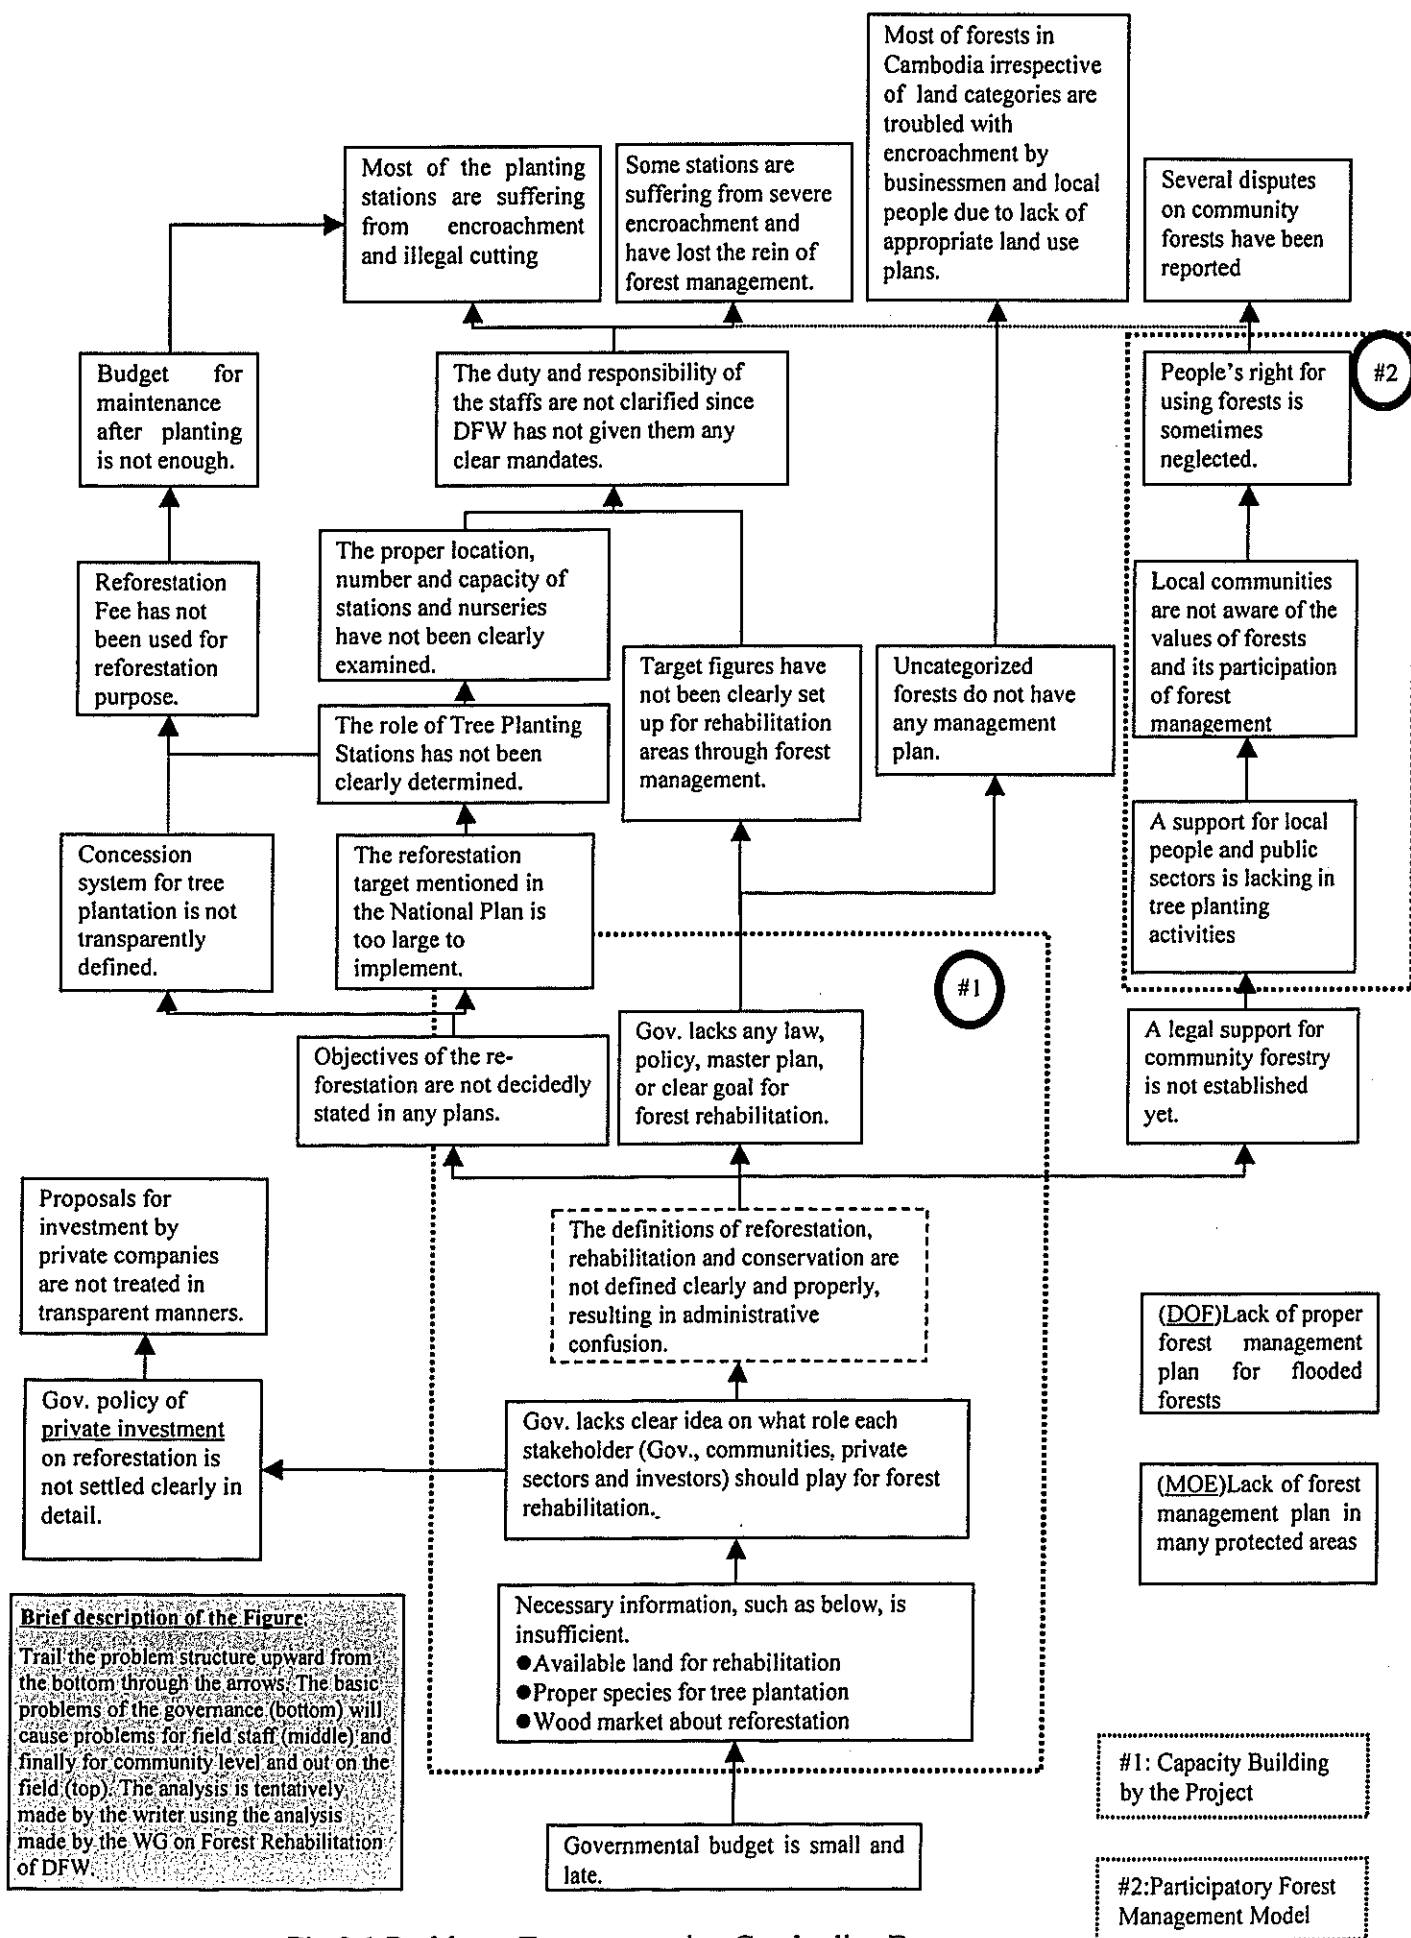 Most of forests in
Cambodia irrespective
of land categories are
troubled with
encroachment by
businessmen and local
people due to lack of
appropriate land use
plans.
Most of the planting
stations are suffering
from encroachment
and illegal cutting
Some stations are
suffering from severe
encroachment and
have lost the rein of
forest management.
Several disputes
on community
forests have been
reported
Budget for
maintenance
after planting
is not enough.
The duty and responsibility of
the staffs are not clarified since
DFW has not given them any
clear mandates.
People's right for
using forests is
sometimes
neglected.
#2
Reforestation
Fee has not
been used for
reforestation
purpose.
The proper location,
number and capacity of
stations and nurseries
have not been clearly
examined.
Target figures have
not been clearly set
up for rehabilitation
areas through forest
management.
Uncategorized
forests do not have
any management
plan.
Local communities
are not aware of the
values of forests
and its participation
of forest
management
The role of Tree Planting
Stations has not been
clearly determined.
Concession
system for tree
plantation is not
transparently
defined.
The reforestation
target mentioned in
the National Plan is
too large to
implement.
A support for local
people and public
sectors is lacking in
tree planting
activities
#1
Objectives of the re-
forestation are not decidedly
stated in any plans.
Gov. lacks any law,
policy, master plan,
or clear goal for
forest rehabilitation.
A legal support for
community forestry
is not established
yet.
Proposals for
investment by
private companies
are not treated in
transparent manners.
The definitions of reforestation,
rehabilitation and conservation are
not defined clearly and properly,
resulting in administrative
confusion.
(DOF)Lack of proper
forest management
plan for flooded
forests
Gov. policy of
private investment
on reforestation is
not settled clearly in
detail.
Gov. lacks clear idea on what role each
stakeholder (Gov., communities, private
sectors and investors) should play for forest
rehabilitation.
(MOE)Lack of forest
management plan in
many protected areas
Brief description of the Figure:
Trail the problem structure upward from
the bottom through the arrows. The basic
problems of the governance (bottom) will
cause problems for field staff (middle) and
finally for community level and out on the
field (top). The analysis is tentatively
made by the writer using the analysis
made by the WG on Forest Rehabilitation
of DFW.
Necessary information, such as below, is
insufficient.
●Available land for rehabilitation
●Proper species for tree plantation
●Wood market about reforestation
#1: Capacity Building
by the Project
Governmental budget is small and
late.
#2:Participatory Forest
Management Model